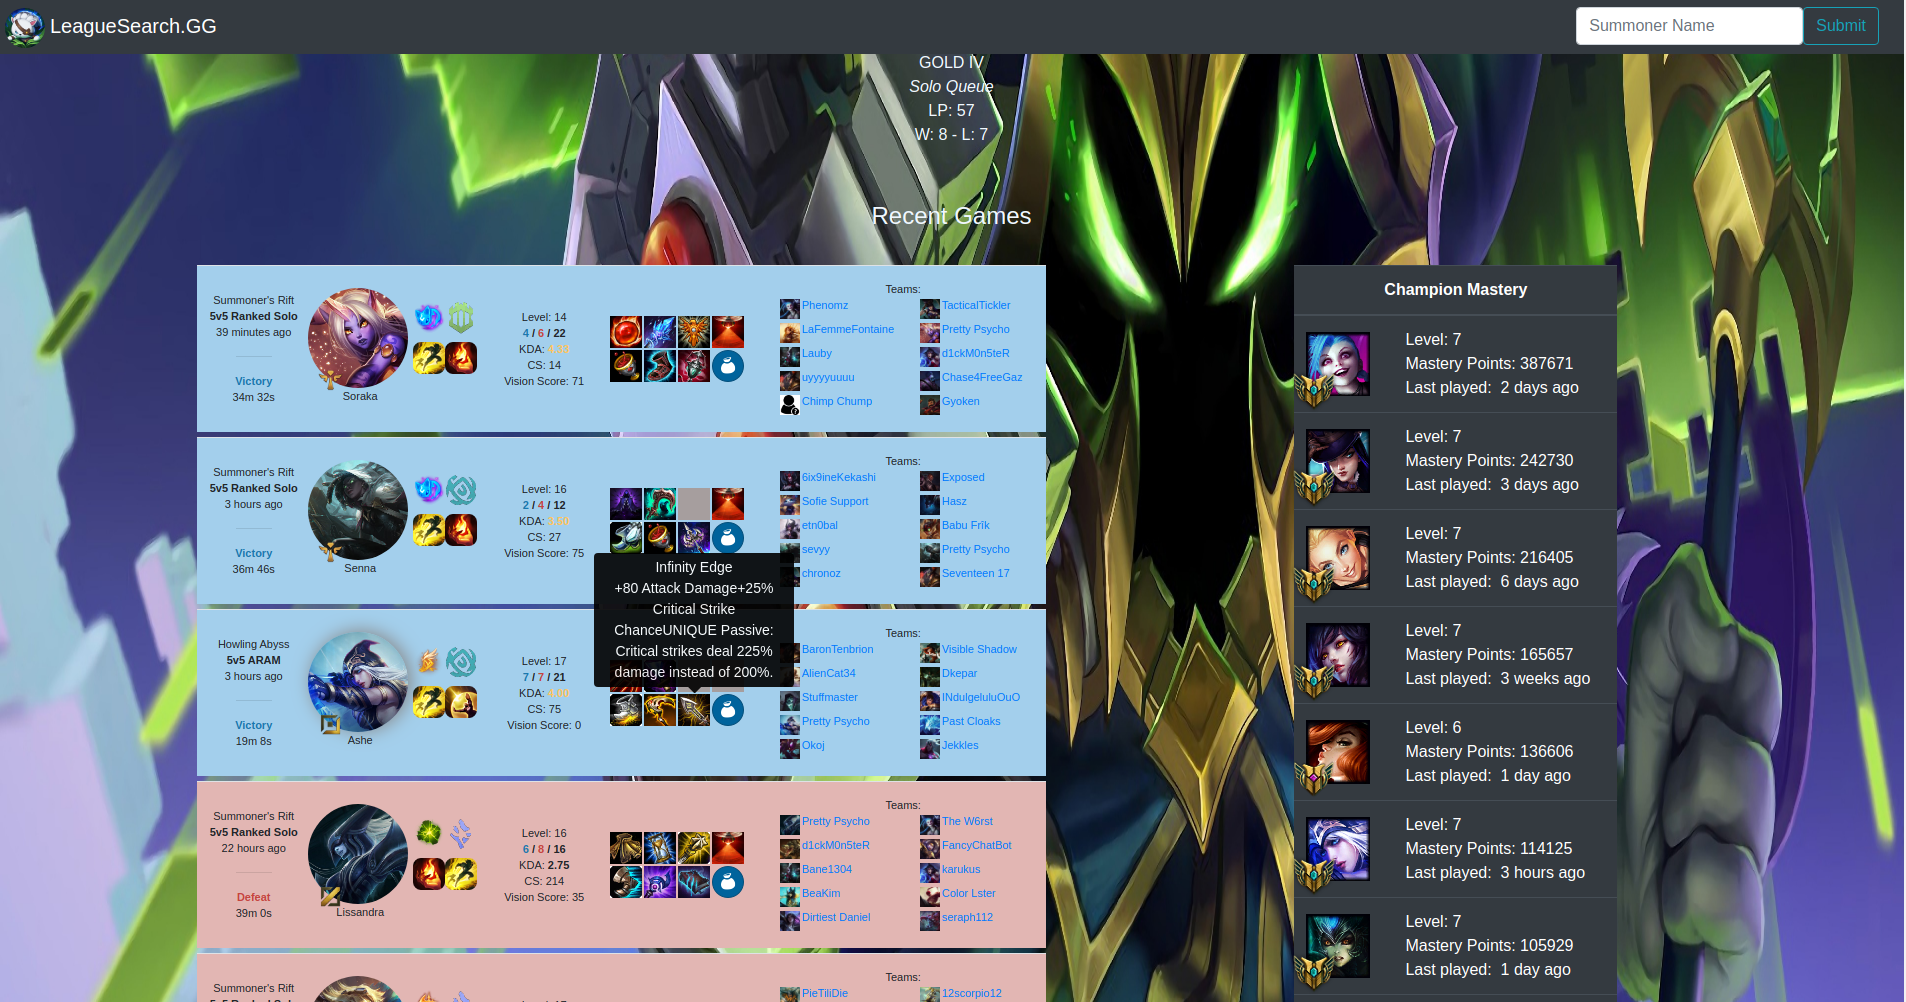 LeagueSearch.GG
Summoner Name
Submit
GOLD IV
Solo Queue
LP: 57
W: 8 - L: 7
Recent Games
Summoner's Rift
5v5 Ranked Solo
39 minutes ago
Victory
34m 32s
Soraka
Level: 14
4 / 6 / 22
KDA: 4.33
CS: 14
Vision Score: 71
Teams:
Phenomz
TacticalTickler
LaFemmeFontaine
Pretty Psycho
Lauby
d1ckM0n5teR
uyyyyuuuu
Chase4FreeGaz
Chimp Chump
Gyoken
Summoner's Rift
5v5 Ranked Solo
3 hours ago
Victory
36m 46s
Senna
Level: 16
2 / 4 / 12
KDA: 3.50
CS: 27
Vision Score: 75
Teams:
6ix9ineKekashi
Exposed
Sofie Support
Hasz
etn0bal
Babu Frik
sevyy
Pretty Psycho
chronoz
Seventeen 17
Infinity Edge
+80 Attack Damage+25%
Critical Strike
ChanceUNIQUE Passive:
Critical strikes deal 225%
damage instead of 200%.
Howling Abyss
5v5 ARAM
3 hours ago
Victory
19m 8s
Ashe
Level: 17
7 / 7 / 21
KDA: 4.00
CS: 75
Vision Score: 0
Teams:
BaronTenbrion
Visible Shadow
AlienCat34
Dkepar
Stuffmaster
INdulgeluluOuO
Pretty Psycho
Past Cloaks
Okoj
Jekkles
Summoner's Rift
5v5 Ranked Solo
22 hours ago
Defeat
39m 0s
Lissandra
Level: 16
6 / 8 / 16
KDA: 2.75
CS: 214
Vision Score: 35
Teams:
Pretty Psycho
The W6rst
d1ckM0n5teR
FancyChatBot
Bane1304
karukus
BeaKim
Color Lster
Dirtiest Daniel
seraph112
Summoner's Rift
5v5 Ranked Solo
Teams:
PieTiliDie
12scorpio12
Champion Mastery
Level: 7
Mastery Points: 387671
Last played: 2 days ago
Level: 7
Mastery Points: 242730
Last played: 3 days ago
Level: 7
Mastery Points: 216405
Last played: 6 days ago
Level: 7
Mastery Points: 165657
Last played: 3 weeks ago
Level: 6
Mastery Points: 136606
Last played: 1 day ago
Level: 7
Mastery Points: 114125
Last played: 3 hours ago
Level: 7
Mastery Points: 105929
Last played: 1 day ago